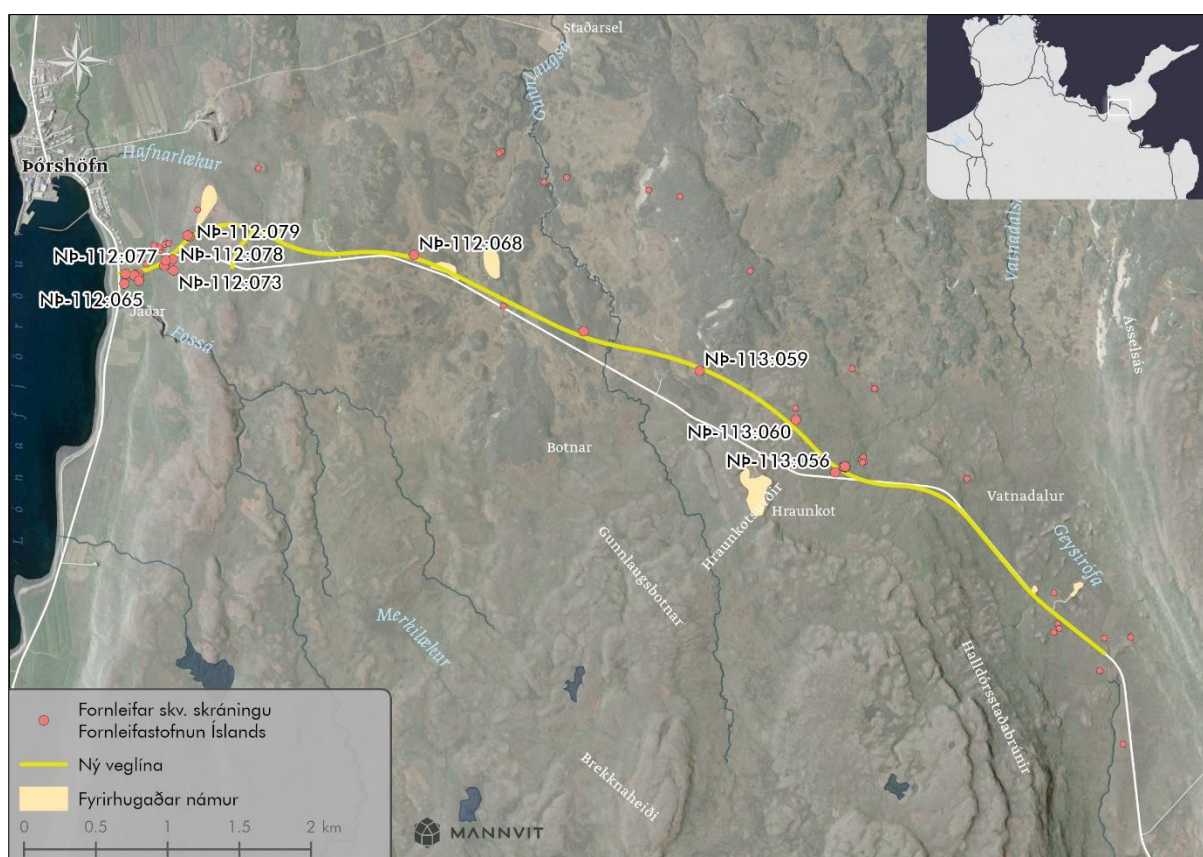 N
E
S
Staðarsel
Gunnlaugsá
Hafnarlækur
Þórshöfn
NÞ-112:079
NÞ-112:068
NÞ-112:077
NÞ-112:078
NÞ-112:073
NÞ-112:065
Jaðar
Fossá
Lónafjörður
Vatnadalsá
Ásselsás
NÞ-113:059
NÞ-113:060
NÞ-113:056
Botnar
Hraunkotsurðir
Hraunkot
Vatnadalur
Geysirófa
Gunnlaugsbotnar
Merkilækur
Halldórsstaðabrúnir
Brekknaheiði
Fornleifar skv. skráningu
Fornleifastofnun Íslands
Ný veglína
Fyrirhugaðar námur
0 0.5 1 1.5 2 km
MANNVIT